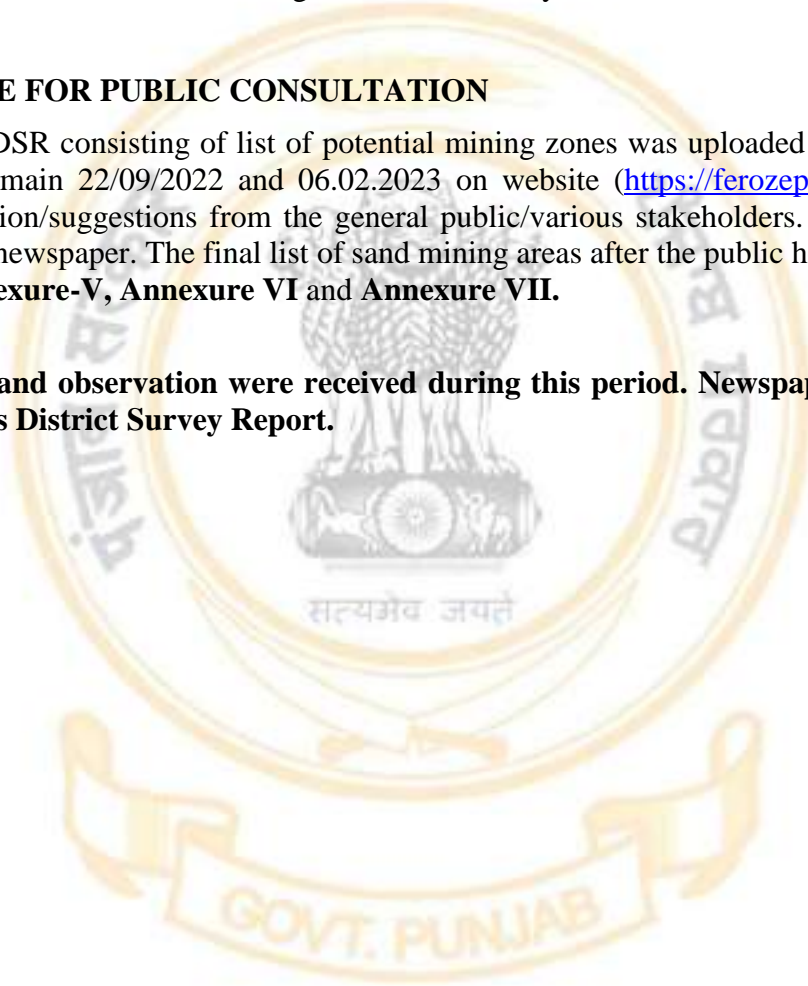 E FOR PUBLIC CONSULTATION
DSR consisting of list of potential mining zones was uploaded
main 22/09/2022 and 06.02.2023 on website (https://ferozep
ion/suggestions from the general public/various stakeholders.
newspaper. The final list of sand mining areas after the public h
exure-V, Annexure VI and Annexure VII.
and observation were received during this period. Newspap
s District Survey Report.
पंजाब सरकार
सत्यमेव जयते
GOVT. PUNJAB